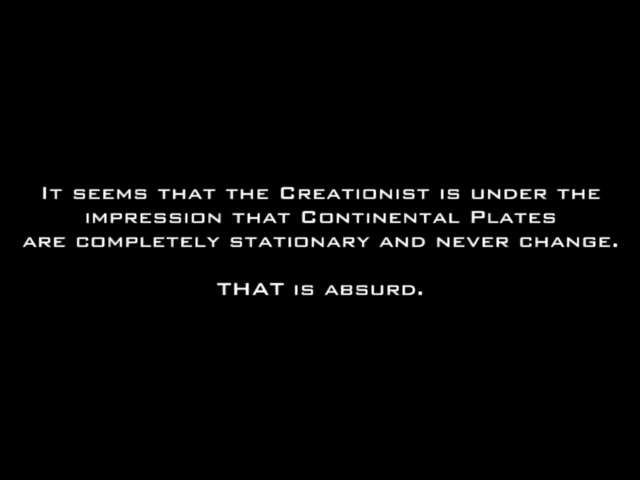 It seems that the Creationist is under the
impression that Continental Plates
are completely stationary and never change.
THAT is absurd.